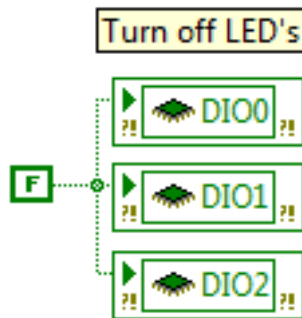 Turn off LED's
?! DIO0 ?!
F
?! DIO1 ?!
?! DIO2 ?!